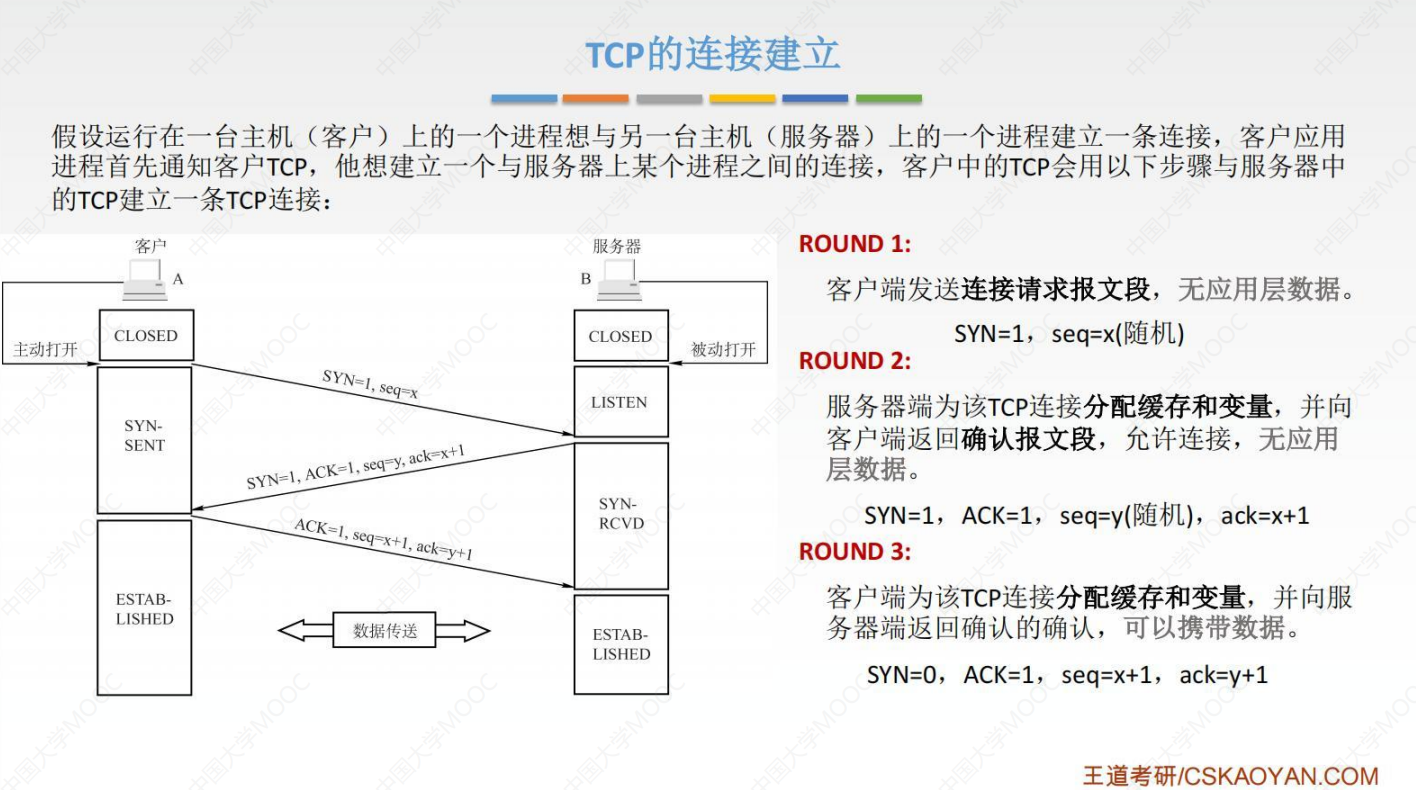 TCP的连接建立
假设运行在一台主机（客户）上的一个进程想与另一台主机（服务器）上的一个进程建立一条连接，客户应用
进程首先通知客户TCP，他想建立一个与服务器上某个进程之间的连接，客户中的TCP会用以下步骤与服务器中
的TCP建立一条TCP连接：
客户
A
服务器
B
CLOSED
主动打开
CLOSED
被动打开
SYN=1, seq=x
SYN-
SENT
LISTEN
SYN=1, ACK=1, seq=y, ack=x+1
SYN-
RCVD
ACK=1, seq=x+1, ack=y+1
ESTAB-
LISHED
数据传送
ESTAB-
LISHED
ROUND 1:
客户端发送连接请求报文段，无应用层数据。
SYN=1，seq=x(随机)
ROUND 2:
服务器端为该TCP连接分配缓存和变量，并向
客户端返回确认报文段，允许连接，无应用
层数据。
SYN=1，ACK=1，seq=y(随机)，ack=x+1
ROUND 3:
客户端为该TCP连接分配缓存和变量，并向服
务器端返回确认的确认，可以携带数据。
SYN=0，ACK=1，seq=x+1，ack=y+1
王道考研/CSKAOYAN.COM
中国大学MOOC